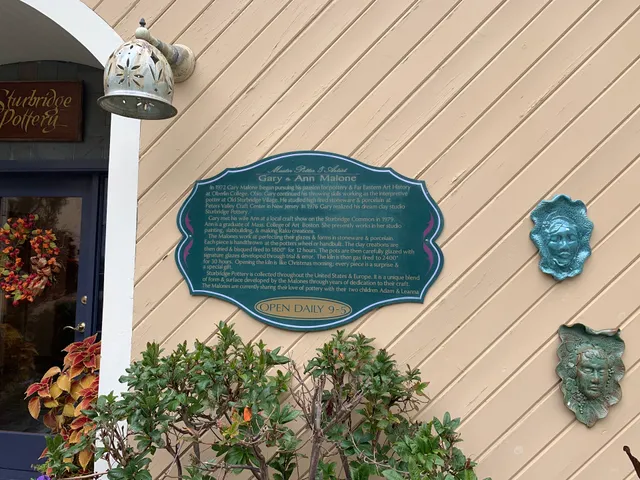 Sturbridge
Pottery
Master Potter & Artist
Gary & Ann Malone
In 1973 Gary Malone began pursuing his passion for pottery & Far Eastern Art History
at Oberlin College, Ohio. Gary continued his throwing skills working as the interpretive
potter at Old Sturbridge Village. He studied high fired stoneware & porcelain at
Peters Valley Craft Center in New Jersey. In 1976 Gary realized his dream clay studio
Sturbridge Pottery.
Gary met his wife Ann at a local craft show on the Sturbridge Common in 1975.
Ann is a graduate of Mass. College of Art, Boston. She presently works in her studio
painting, handbuilding, & making Raku creations.
The Malones work at perfecting their glazes & forms in stoneware & porcelain.
Each piece is handthrown at the potters wheel or handbuilt. The clay creations are
then dried & bisqued fired to 1800° for 12 hours. The pots are then carefully glazed with
signature glazes developed through trial & error. The kiln is then gas fired to 2400°
for 10 hours. Opening the kiln is like Christmas morning, every piece is a surprise &
a special gift.
Sturbridge Pottery is collected throughout the United States & Europe. It is a unique blend
of form & surface developed by the Malones through years of dedication to their craft.
The Malones are currently sharing their love of pottery with their two children Adam & Leanna
OPEN DAILY 9-5